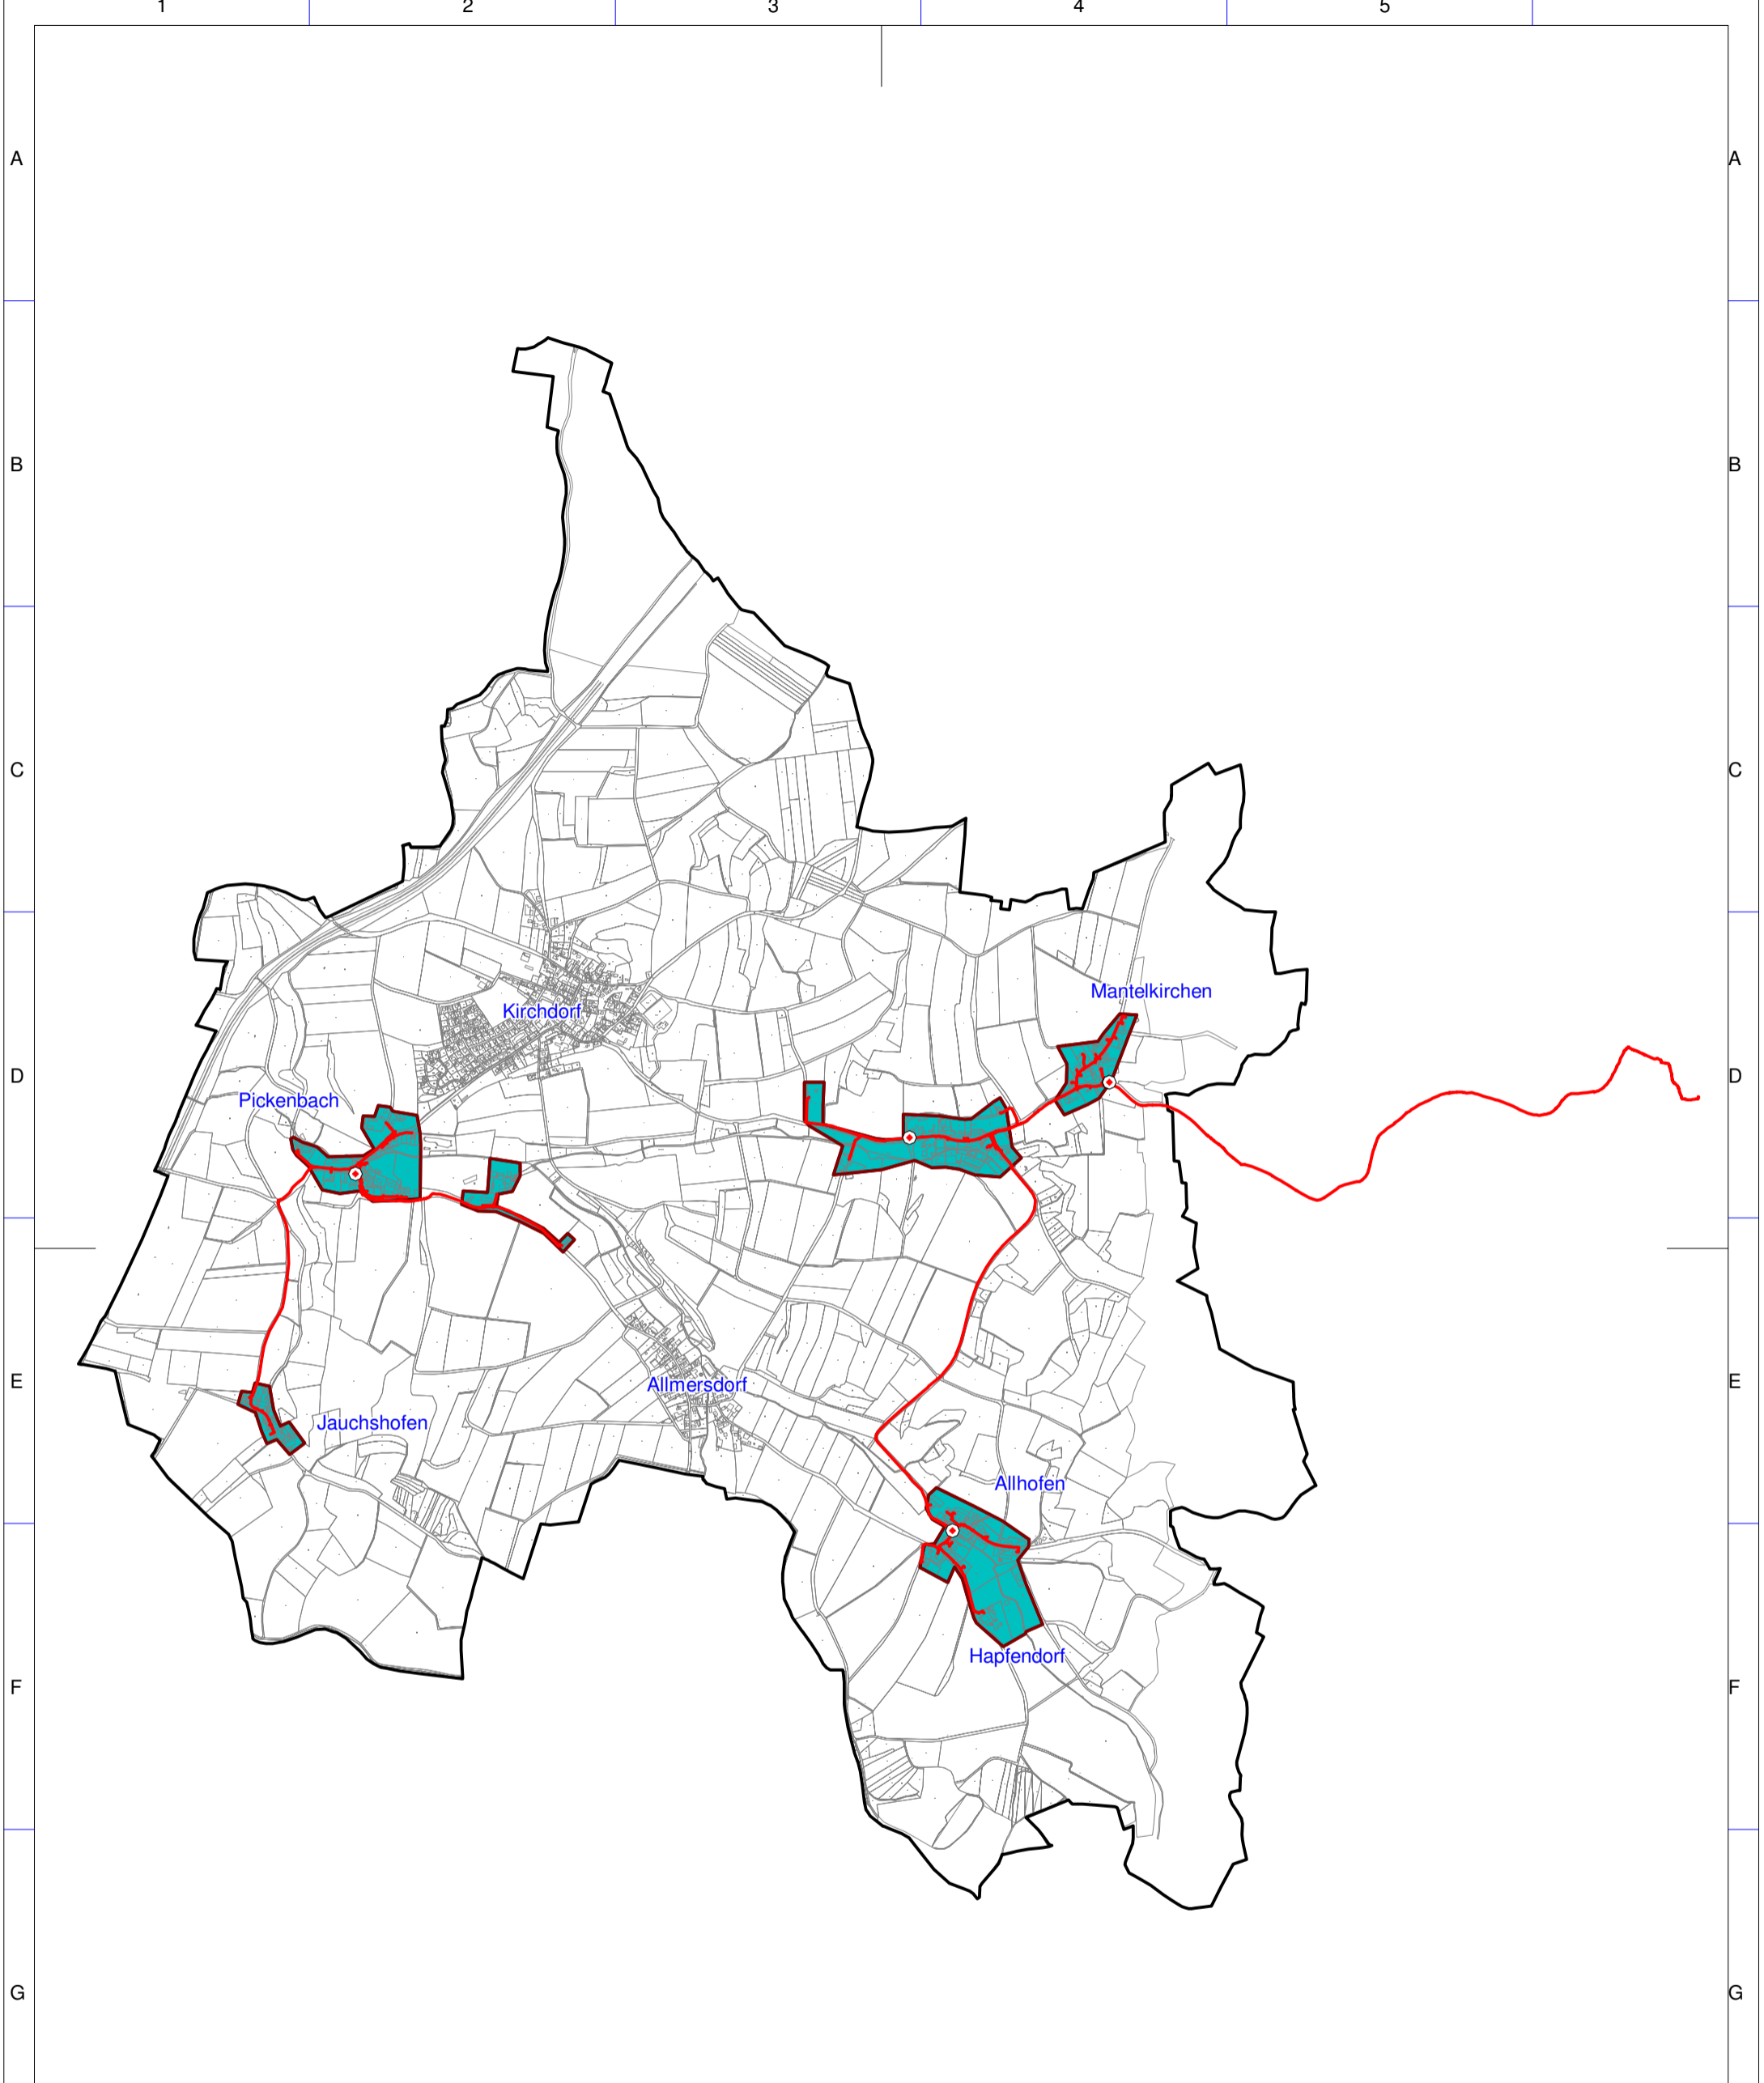 1 2 3 4 5
A A
B B
C C
Mantelkirchen
Kirchdorf
D D
Pickenbach
E E
Allmersdorf
Jauchshofen
Allhofen
Hapfendorf
F F
G G